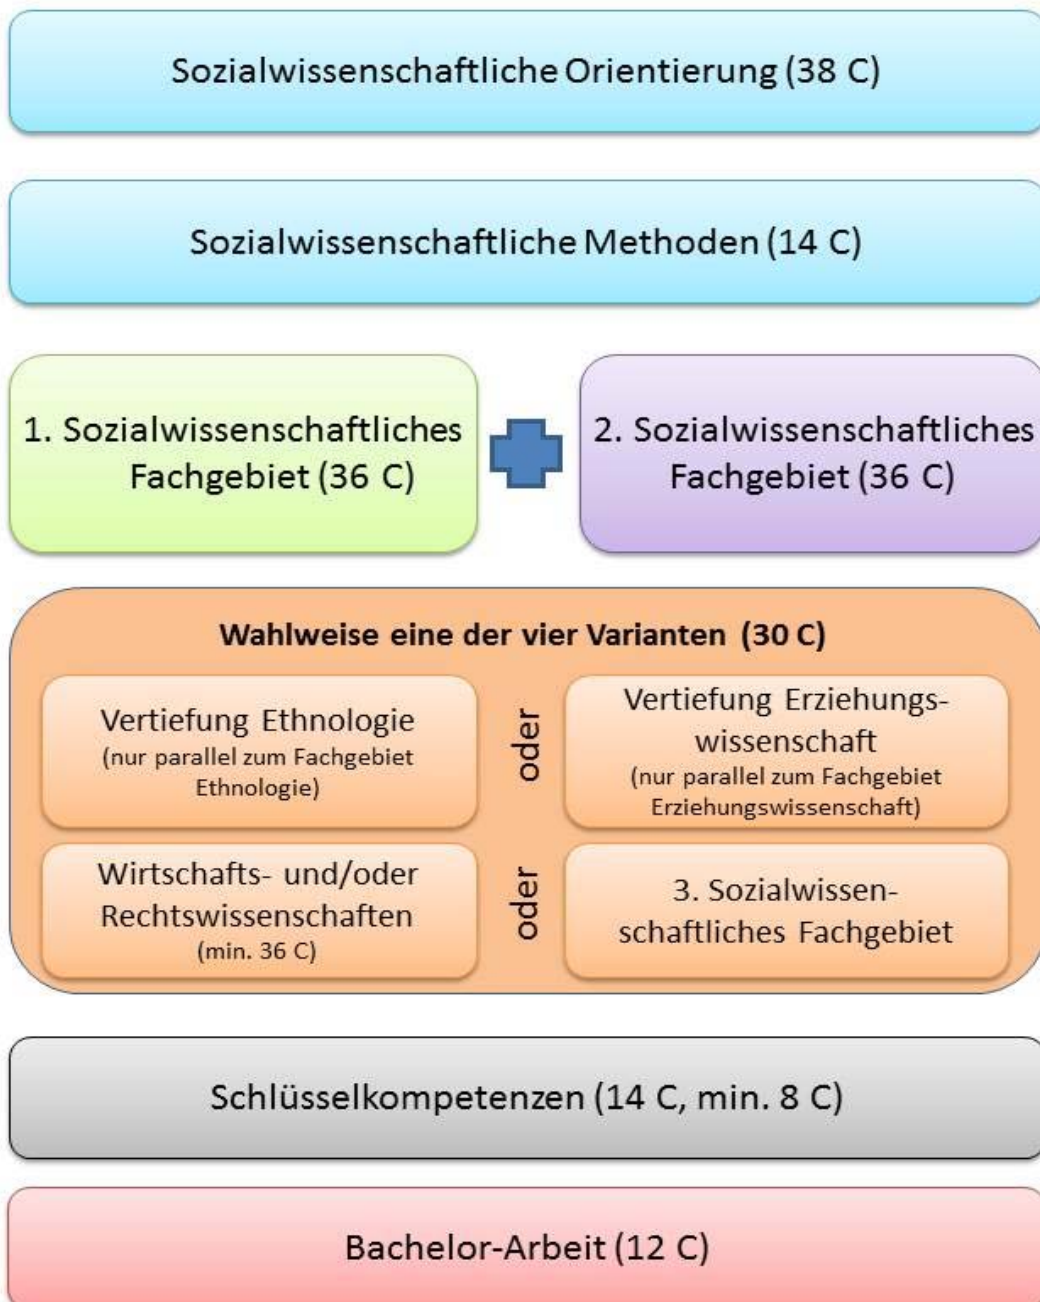 Sozialwissenschaftliche Orientierung (38 C)
Sozialwissenschaftliche Methoden (14 C)
1. Sozialwissenschaftliches
Fachgebiet (36 C)
2. Sozialwissenschaftliches
Fachgebiet (36 C)
Wahlweise eine der vier Varianten (30 C)
Vertiefung Ethnologie
(nur parallel zum Fachgebiet
Ethnologie)
oder
Vertiefung Erziehungs-
wissenschaft
(nur parallel zum Fachgebiet
Erziehungswissenschaft)
Wirtschafts- und/oder
Rechtswissenschaften
(min. 36 C)
oder
3. Sozialwissen-
schaftliches Fachgebiet
Schlüsselkompetenzen (14 C, min. 8 C)
Bachelor-Arbeit (12 C)